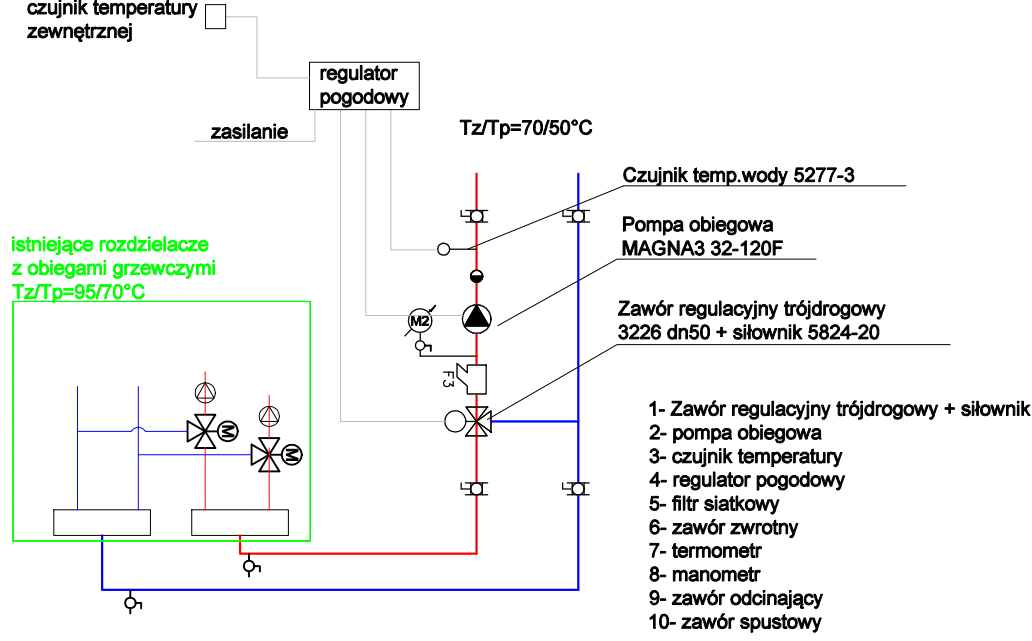 czujnik temperatury
zewnętrznej
regulator
pogodowy
zasilanie
Tz/Tp=70/50°C
Czujnik temp.wody 5277-3
Pompa obiegowa
MAGNA3 32-120F
istniejące rozdzielacze
z obiegami grzewczymi
Tz/Tp=95/70°C
Zawór regulacyjny trójdrogowy
3226 dn50 + siłownik 5824-20
M2
F3
M
M
1- Zawór regulacyjny trójdrogowy + siłownik
2- pompa obiegowa
3- czujnik temperatury
4- regulator pogodowy
5- filtr siatkowy
6- zawór zwrotny
7- termometr
8- manometr
9- zawór odcinający
10- zawór spustowy